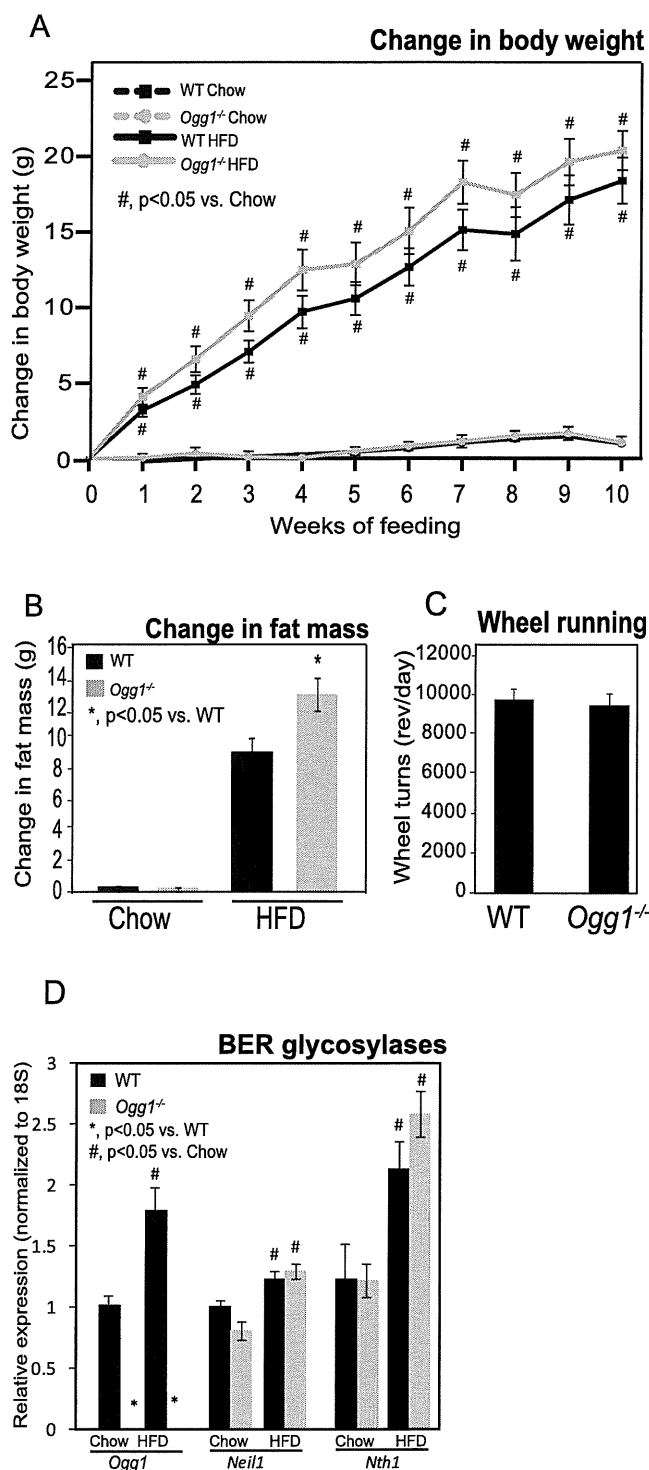 A
Change in body weight
Change in body weight (g)
25
20
15
10
5
0
WT Chow
Ogg1-/- Chow
WT HFD
Ogg1-/- HFD
#, p<0.05 vs. Chow
# # # # # # # # # #
# # # # # # # # # #
0 1 2 3 4 5 6 7 8 9 10
Weeks of feeding
B
Change in fat mass
Change in fat mass (g)
16
14
12
10
8
6
4
2
0
WT
Ogg1-/-
*, p<0.05 vs. WT
*
Chow HFD
C
Wheel running
Wheel turns (rev/day)
12000
10000
8000
6000
4000
2000
0
WT Ogg1-/-
D
BER glycosylases
Relative expression (normalized to 18S)
3
2.5
2
1.5
1
0.5
0
WT
Ogg1-/-
*, p<0.05 vs. WT
#, p<0.05 vs. Chow
# # # # #
* *
Chow HFD Chow HFD Chow HFD
Ogg1 Neil1 Nth1